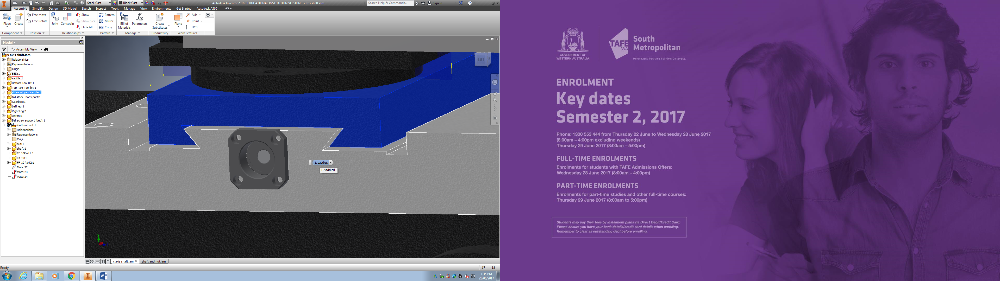 Steel, Cast
Black Cast
Autodesk Inventor 2016 - EDUCATIONAL INSTITUTION VERSION x axis shaft.iam
Search Help & Commands...
Sign In
Assemble Simplify Design 3D Model Sketch Inspect Tools Manage View Environments Get Started Autodesk A360
Place
Create
Free Move
Free Rotate
Joint
Constrain
Show
Show Sick
Hide All
Pattern
Mirror
Copy
Bill of
Materials
fx
Parameters
Create
Substitutes
Plane
Axis
Point
UCS
Component Position Relationships Pattern Manage Productivity Work Features
Model
Assembly View
x axis shaft.iam
Relationships
Representations
Origin
BED:1
saddle:1
Bottom-Tool-Bit:1
Top-Part-Tool-bit:1
slide-ontop-of-saddle:1
tail stock - body part:1
Gearbox:1
Left leg:1
Right Leg:1
Apron:1
Ball screw support [bed]:1
shaft and nut:1
Relationships
Representations
Origin
nut:1
shaft:1
FF 10Part1:1
EK 10:1
FF 10 Part2:1
Mate:22
Mate:23
Mate:24
LEFT
1. saddle:1
1. saddle:1
Y
x axis shaft.iam
shaft and nut.iam
Ready
17 18
1:35 PM
21/06/2017
GOVERNMENT OF
WESTERN AUSTRALIA
TAFE
WA
South
Metropolitan
More courses. Part-time. Full-time. On campus.
ENROLMENT
Key dates
Semester 2, 2017
Phone: 1300 553 444 from Thursday 22 June to Wednesday 28 June 2017
(8:00am – 4:00pm excluding weekends)
Thursday 29 June 2017 (8:00am – 5:00pm)
FULL-TIME ENROLMENTS
Enrolments for students with TAFE Admissions Offers:
Wednesday 28 June 2017 (8:00am – 4:00pm)
PART-TIME ENROLMENTS
Enrolments for part-time studies and other full-time courses:
Thursday 29 June 2017 (8:00am to 5:00pm)
Students may pay their fees by instalment plans via Direct Debit/Credit Card.
Please ensure you have your bank details/credit card details when enrolling.
Remember to clear all outstanding debt before enrolling.